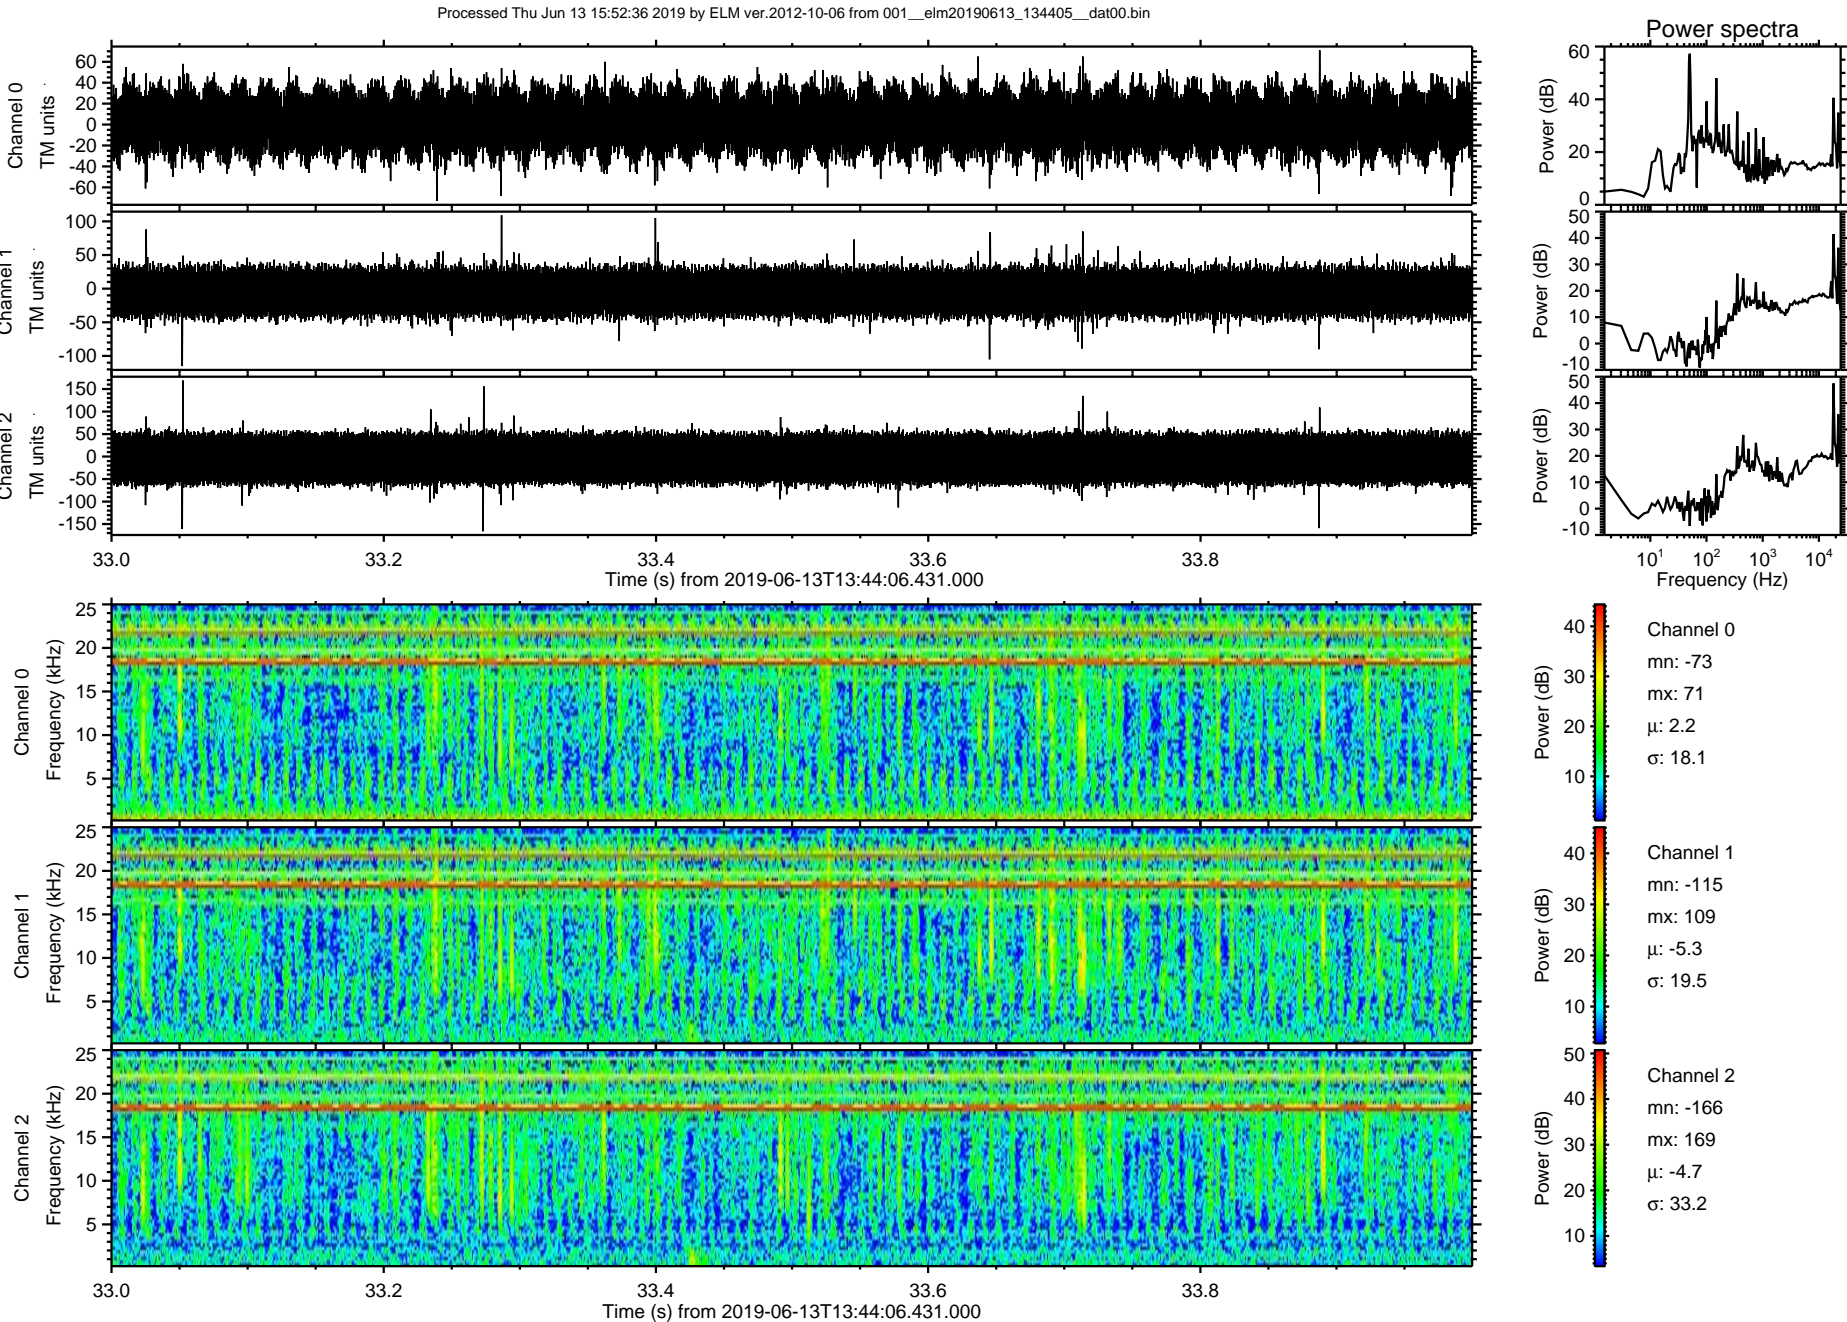 Processed Thu Jun 13 15:52:36 2019 by ELM ver.2012-10-06 from 001__elm20190613_134405__dat00.bin
Power spectra
Channel 0
TM units
60
40
20
0
-20
-40
-60
Power (dB)
60
40
20
0
Channel 1
TM units
100
50
0
-50
-100
Power (dB)
50
40
30
20
10
0
-10
Channel 2
TM units
150
100
50
0
-50
-100
-150
Power (dB)
50
40
30
20
10
0
-10
33.0 33.2 33.4 33.6 33.8
Time (s) from 2019-06-13T13:44:06.431.000
10¹ 10² 10³ 10⁴
Frequency (Hz)
Channel 0
Frequency (kHz)
25
20
15
10
5
Power (dB)
40
30
20
10
Channel 0
mn: -73
mx: 71
μ: 2.2
σ: 18.1
Channel 1
Frequency (kHz)
25
20
15
10
5
Power (dB)
40
30
20
10
Channel 1
mn: -115
mx: 109
μ: -5.3
σ: 19.5
Channel 2
Frequency (kHz)
25
20
15
10
5
Power (dB)
50
40
30
20
10
Channel 2
mn: -166
mx: 169
μ: -4.7
σ: 33.2
33.0 33.2 33.4 33.6 33.8
Time (s) from 2019-06-13T13:44:06.431.000